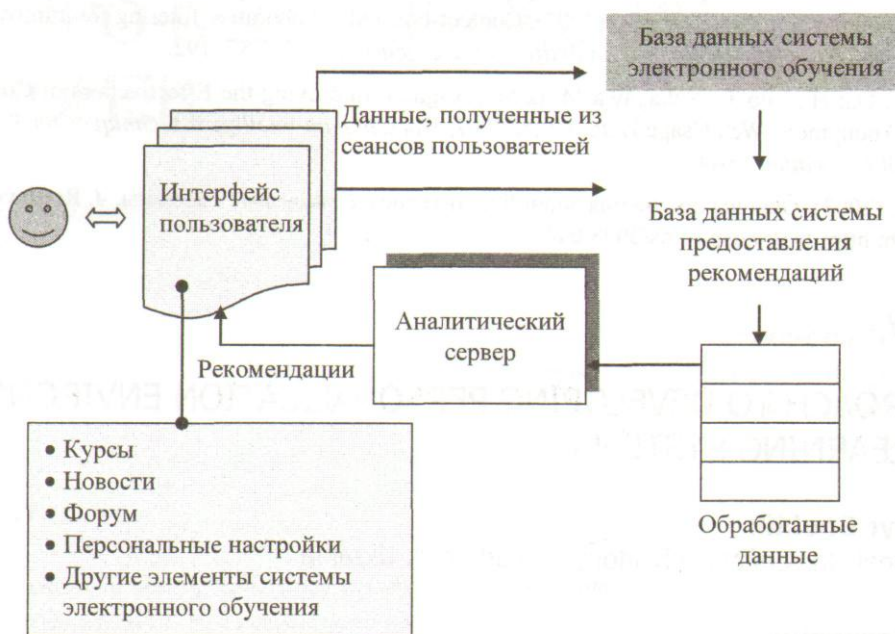 База данных системы
электронного обучения
Данные, полученные из
сеансов пользователей
Интерфейс
пользователя
База данных системы
предоставления
рекомендаций
Аналитический
сервер
Рекомендации
• Курсы
• Новости
• Форум
• Персональные настройки
• Другие элементы системы
электронного обучения
Обработанные
данные